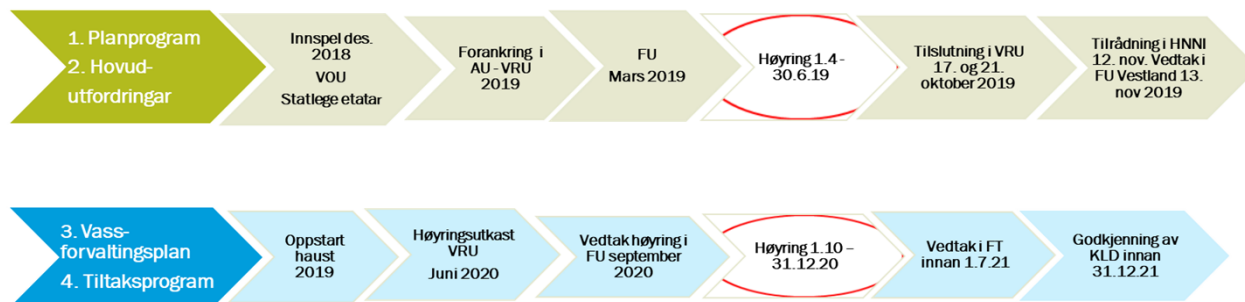 1. Planprogram
2. Hovud-
utfordringar
Innspel des.
2018
VOU
Statlege etatar
Forankring i
AU - VRU
2019
FU
Mars 2019
Høyring 1.4 -
30.6.19
Tilslutning i VRU
17. og 21.
oktober 2019
Tilrådning i HNNI
12. nov. Vedtak i
FU Vestland 13.
nov 2019
3. Vass-
forvaltingsplan
4. Tiltaksprogram
Oppstart
haust
2019
Høyringsutkast
VRU
Juni 2020
Vedtak høyring i
FU september
2020
Høyring 1.10 –
31.12.20
Vedtak i FT
innan 1.7.21
Godkjenning av
KLD innan
31.12.21